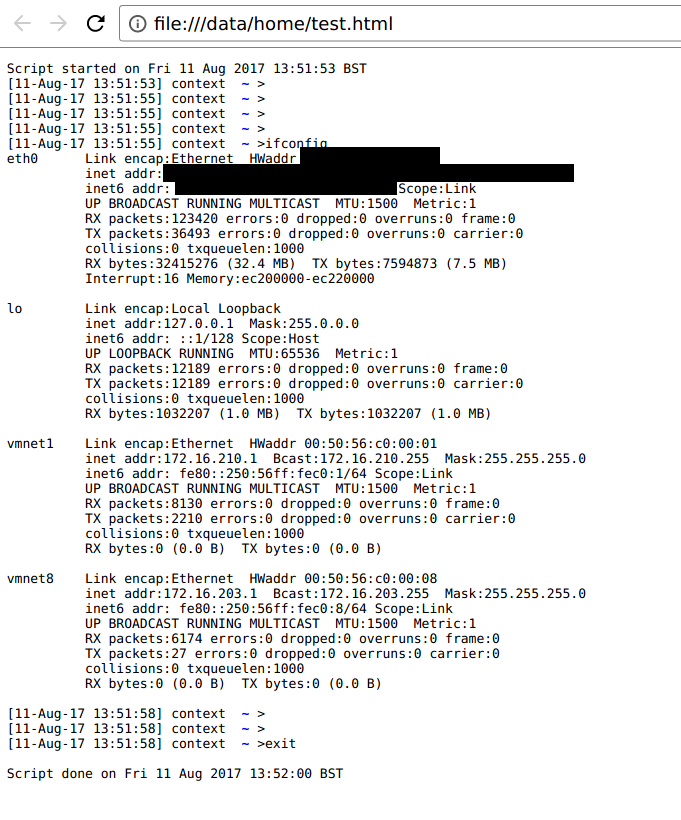 file:///data/home/test.html
Script started on Fri 11 Aug 2017 13:51:53 BST
[11-Aug-17 13:51:53] context  ~ >
[11-Aug-17 13:51:55] context  ~ >
[11-Aug-17 13:51:55] context  ~ >
[11-Aug-17 13:51:55] context  ~ >
[11-Aug-17 13:51:55] context  ~ >ifconfig
eth0      Link encap:Ethernet  HWaddr
          inet addr:
          inet6 addr: Scope:Link
          UP BROADCAST RUNNING MULTICAST  MTU:1500  Metric:1
          RX packets:123420 errors:0 dropped:0 overruns:0 frame:0
          TX packets:36493 errors:0 dropped:0 overruns:0 carrier:0
          collisions:0 txqueuelen:1000
          RX bytes:32415276 (32.4 MB)  TX bytes:7594873 (7.5 MB)
          Interrupt:16 Memory:ec200000-ec220000
lo        Link encap:Local Loopback
          inet addr:127.0.0.1  Mask:255.0.0.0
          inet6 addr: ::1/128 Scope:Host
          UP LOOPBACK RUNNING  MTU:65536  Metric:1
          RX packets:12189 errors:0 dropped:0 overruns:0 frame:0
          TX packets:12189 errors:0 dropped:0 overruns:0 carrier:0
          collisions:0 txqueuelen:1000
          RX bytes:1032207 (1.0 MB)  TX bytes:1032207 (1.0 MB)
vmnet1    Link encap:Ethernet  HWaddr 00:50:56:c0:00:01
          inet addr:172.16.210.1  Bcast:172.16.210.255  Mask:255.255.255.0
          inet6 addr: fe80::250:56ff:fec0:1/64 Scope:Link
          UP BROADCAST RUNNING MULTICAST  MTU:1500  Metric:1
          RX packets:8130 errors:0 dropped:0 overruns:0 frame:0
          TX packets:2210 errors:0 dropped:0 overruns:0 carrier:0
          collisions:0 txqueuelen:1000
          RX bytes:0 (0.0 B)  TX bytes:0 (0.0 B)
vmnet8    Link encap:Ethernet  HWaddr 00:50:56:c0:00:08
          inet addr:172.16.203.1  Bcast:172.16.203.255  Mask:255.255.255.0
          inet6 addr: fe80::250:56ff:fec0:8/64 Scope:Link
          UP BROADCAST RUNNING MULTICAST  MTU:1500  Metric:1
          RX packets:6174 errors:0 dropped:0 overruns:0 frame:0
          TX packets:27 errors:0 dropped:0 overruns:0 carrier:0
          collisions:0 txqueuelen:1000
          RX bytes:0 (0.0 B)  TX bytes:0 (0.0 B)
[11-Aug-17 13:51:58] context  ~ >
[11-Aug-17 13:51:58] context  ~ >
[11-Aug-17 13:51:58] context  ~ >exit
Script done on Fri 11 Aug 2017 13:52:00 BST